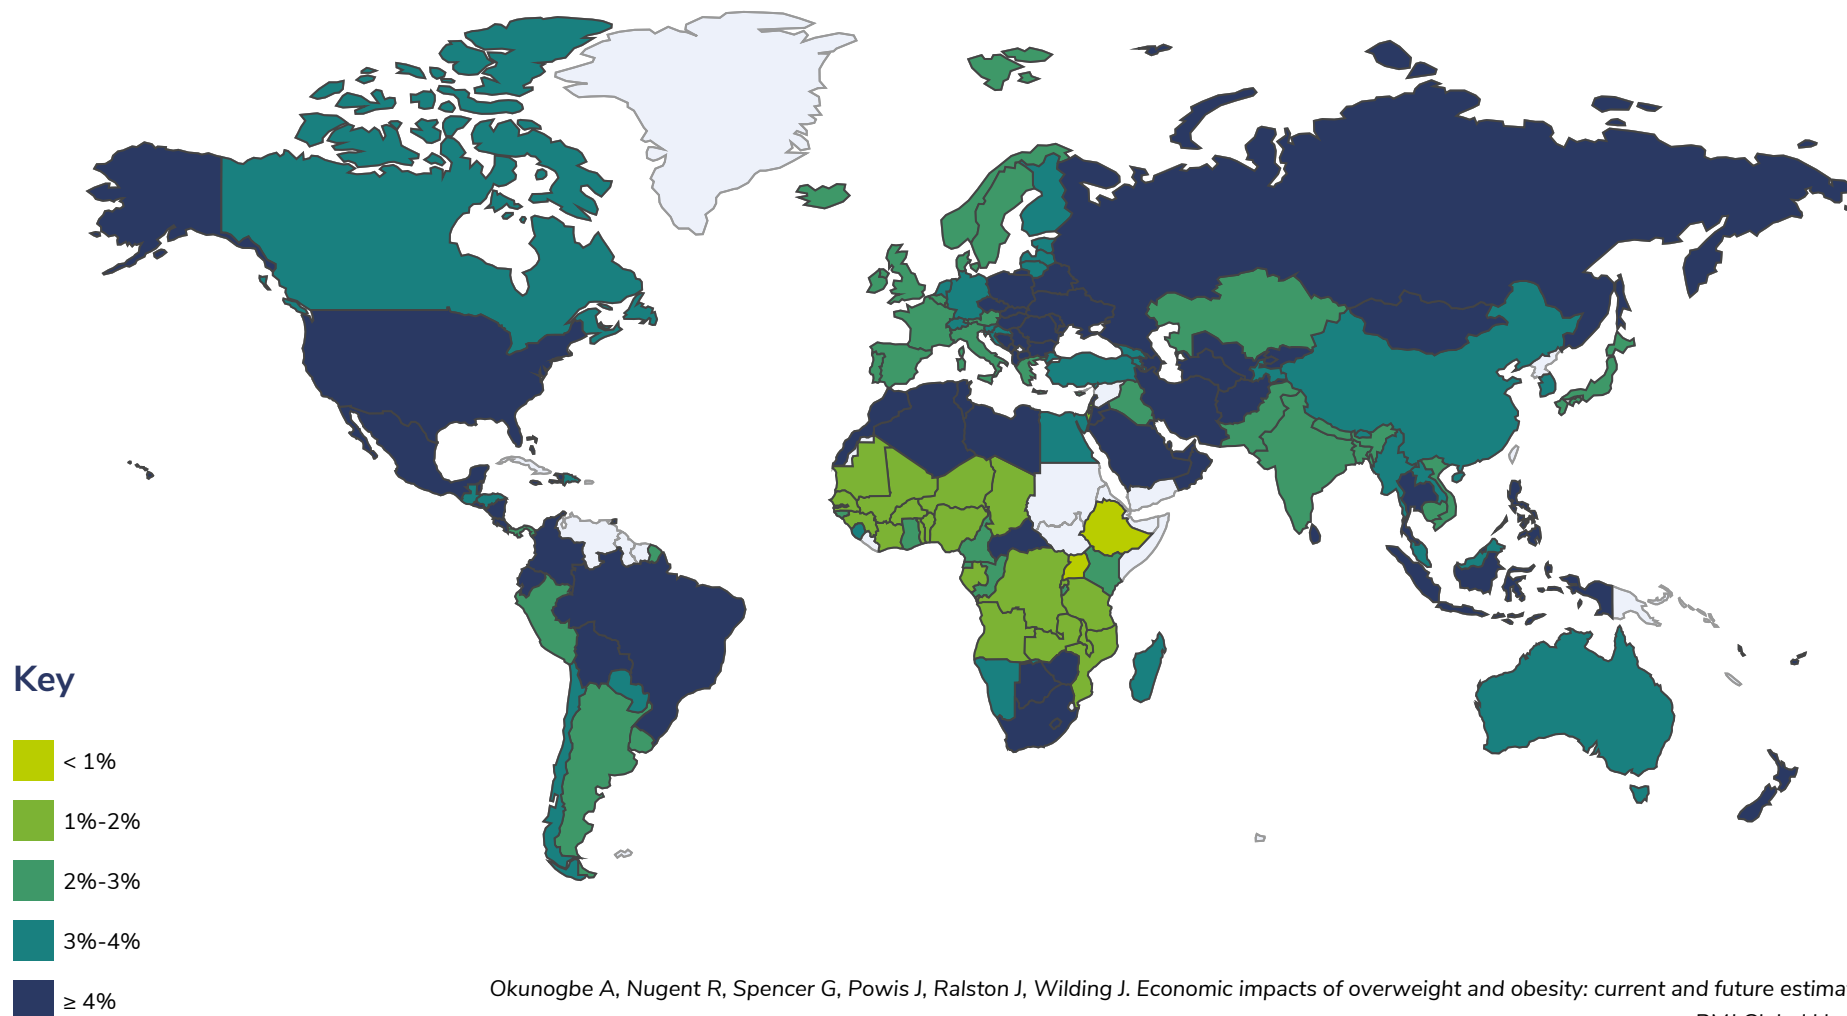 Key
< 1%
1%-2%
2%-3%
3%-4%
≥ 4%
Okunogbe A, Nugent R, Spencer G, Powis J, Ralston J, Wilding J. Economic impacts of overweight and obesity: current and future